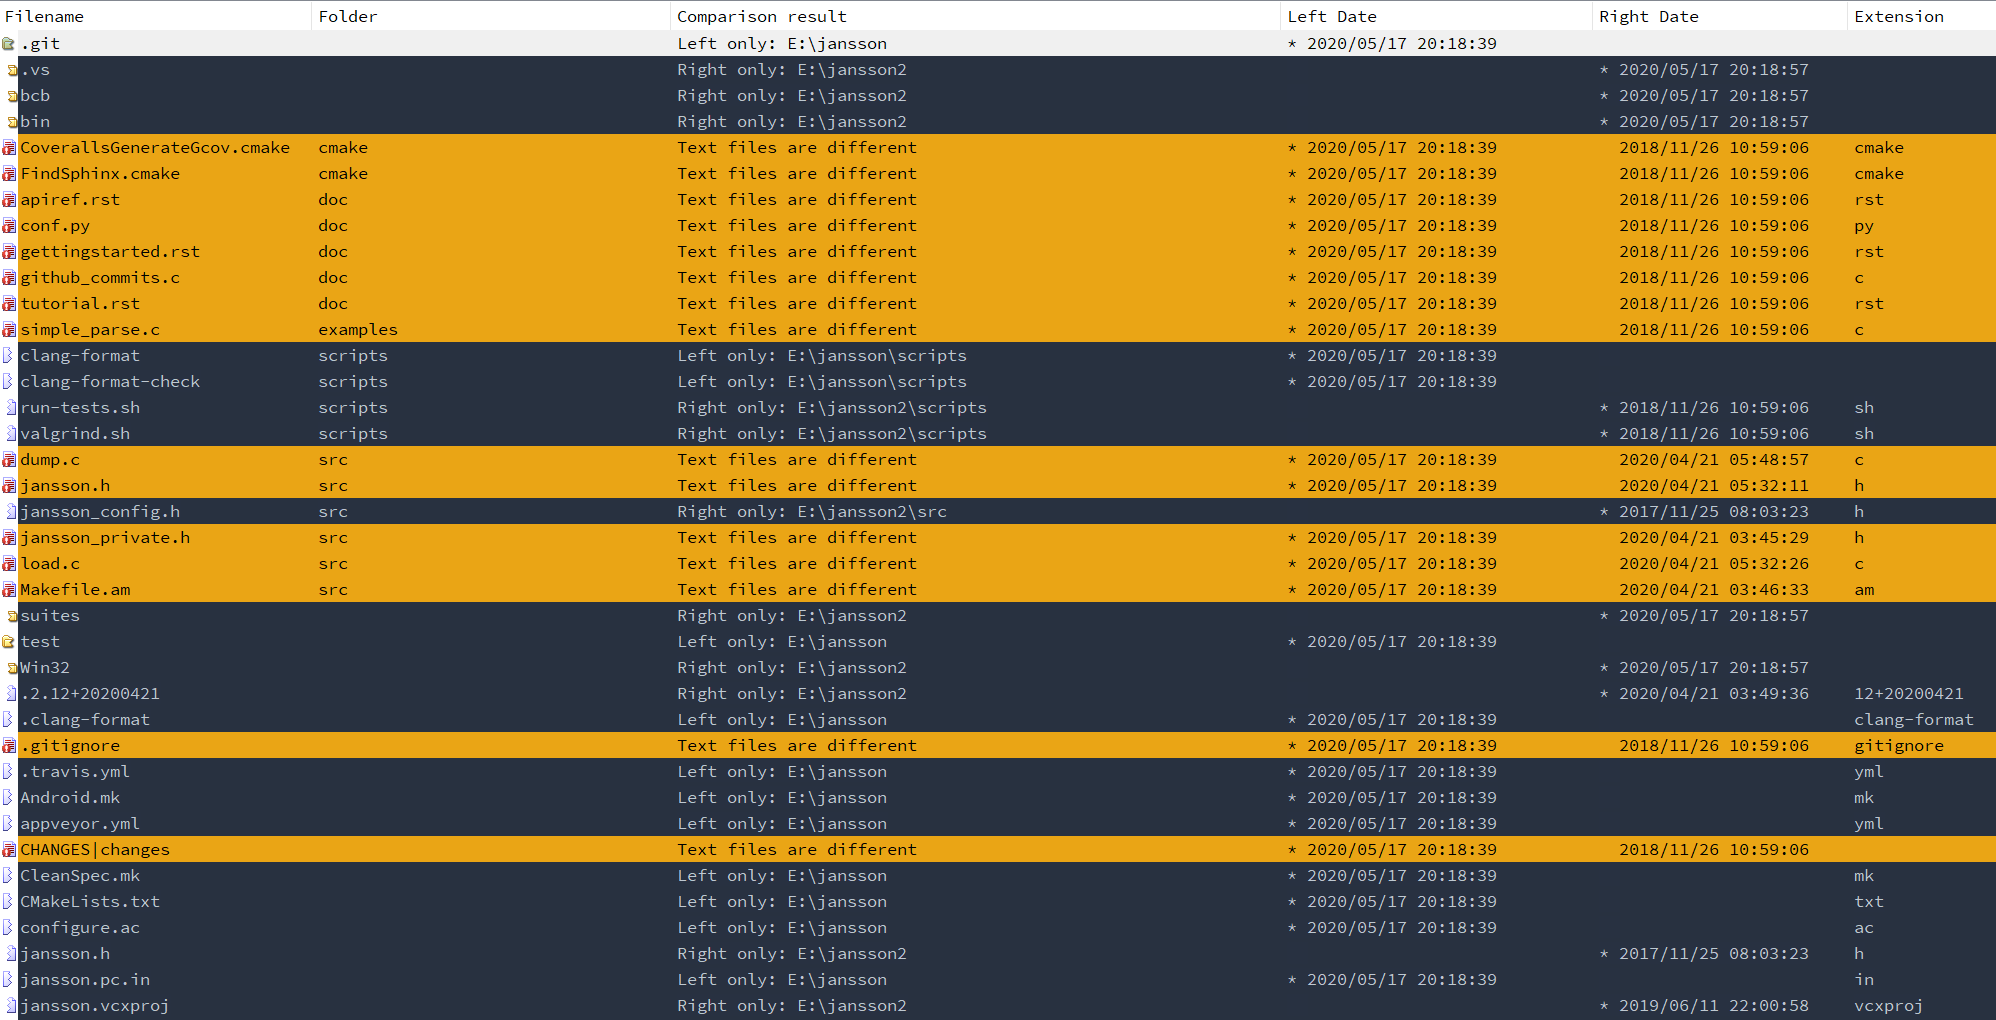 Filename Folder Comparison result Left Date Right Date Extension
.git Left only: E:\jansson * 2020/05/17 20:18:39
.vs Right only: E:\jansson2 * 2020/05/17 20:18:57
bcb Right only: E:\jansson2 * 2020/05/17 20:18:57
bin Right only: E:\jansson2 * 2020/05/17 20:18:57
CoverallsGenerateGcov.cmake cmake Text files are different * 2020/05/17 20:18:39 2018/11/26 10:59:06 cmake
FindSphinx.cmake cmake Text files are different * 2020/05/17 20:18:39 2018/11/26 10:59:06 cmake
apiref.rst doc Text files are different * 2020/05/17 20:18:39 2018/11/26 10:59:06 rst
conf.py doc Text files are different * 2020/05/17 20:18:39 2018/11/26 10:59:06 py
gettingstarted.rst doc Text files are different * 2020/05/17 20:18:39 2018/11/26 10:59:06 rst
github_commits.c doc Text files are different * 2020/05/17 20:18:39 2018/11/26 10:59:06 c
tutorial.rst doc Text files are different * 2020/05/17 20:18:39 2018/11/26 10:59:06 rst
simple_parse.c examples Text files are different * 2020/05/17 20:18:39 2018/11/26 10:59:06 c
clang-format scripts Left only: E:\jansson\scripts * 2020/05/17 20:18:39
clang-format-check scripts Left only: E:\jansson\scripts * 2020/05/17 20:18:39
run-tests.sh scripts Right only: E:\jansson2\scripts * 2018/11/26 10:59:06 sh
valgrind.sh scripts Right only: E:\jansson2\scripts * 2018/11/26 10:59:06 sh
dump.c src Text files are different * 2020/05/17 20:18:39 2020/04/21 05:48:57 c
jansson.h src Text files are different * 2020/05/17 20:18:39 2020/04/21 05:32:11 h
jansson_config.h src Right only: E:\jansson2\src * 2017/11/25 08:03:23 h
jansson_private.h src Text files are different * 2020/05/17 20:18:39 2020/04/21 03:45:29 h
load.c src Text files are different * 2020/05/17 20:18:39 2020/04/21 05:32:26 c
Makefile.am src Text files are different * 2020/05/17 20:18:39 2020/04/21 03:46:33 am
suites Right only: E:\jansson2 * 2020/05/17 20:18:57
test Left only: E:\jansson * 2020/05/17 20:18:39
Win32 Right only: E:\jansson2 * 2020/05/17 20:18:57
.2.12+20200421 Right only: E:\jansson2 * 2020/04/21 03:49:36 12+20200421
.clang-format Left only: E:\jansson * 2020/05/17 20:18:39 clang-format
.gitignore Text files are different * 2020/05/17 20:18:39 2018/11/26 10:59:06 gitignore
.travis.yml Left only: E:\jansson * 2020/05/17 20:18:39 yml
Android.mk Left only: E:\jansson * 2020/05/17 20:18:39 mk
appveyor.yml Left only: E:\jansson * 2020/05/17 20:18:39 yml
CHANGES|changes Text files are different * 2020/05/17 20:18:39 2018/11/26 10:59:06
CleanSpec.mk Left only: E:\jansson * 2020/05/17 20:18:39 mk
CMakeLists.txt Left only: E:\jansson * 2020/05/17 20:18:39 txt
configure.ac Left only: E:\jansson * 2020/05/17 20:18:39 ac
jansson.h Right only: E:\jansson2 * 2017/11/25 08:03:23 h
jansson.pc.in Left only: E:\jansson * 2020/05/17 20:18:39 in
jansson.vcxproj Right only: E:\jansson2 * 2019/06/11 22:00:58 vcxproj